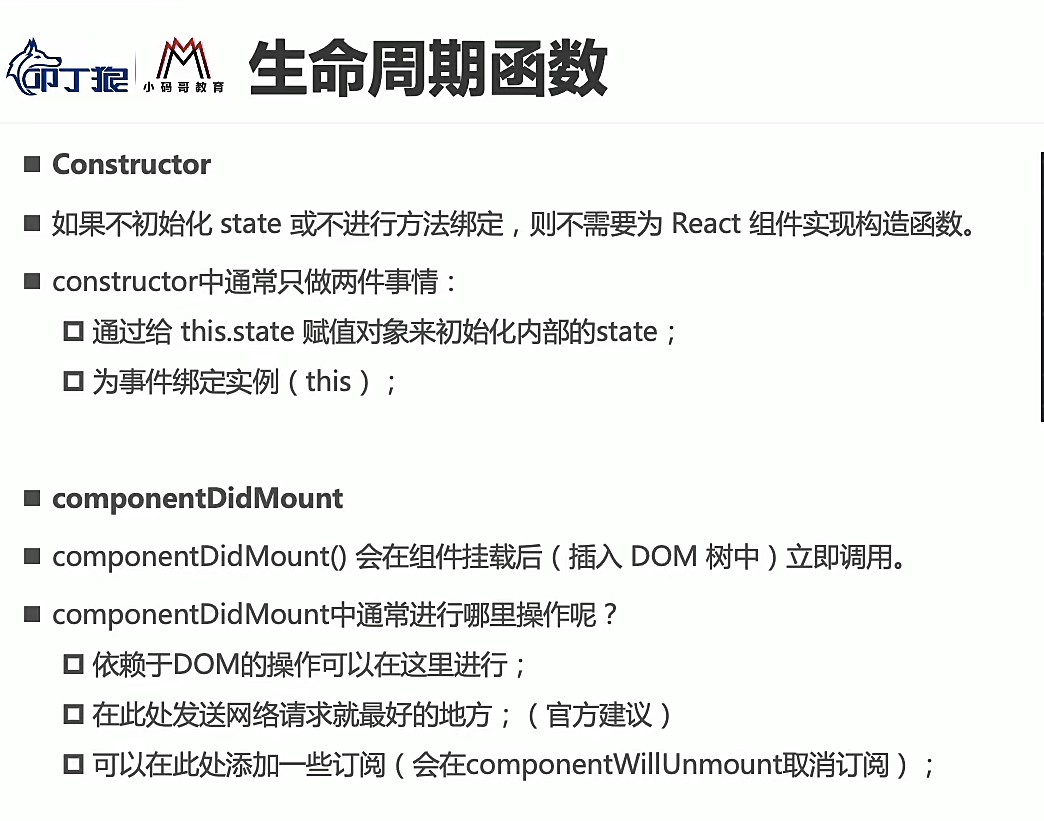 叩丁狼
小码哥教育
生命周期函数
Constructor
如果不初始化 state 或不进行方法绑定，则不需要为 React 组件实现构造函数。
constructor中通常只做两件事情：
通过给 this.state 赋值对象来初始化内部的state；
为事件绑定实例（this）；
componentDidMount
componentDidMount() 会在组件挂载后（插入 DOM 树中）立即调用。
componentDidMount中通常进行哪里操作呢？
依赖于DOM的操作可以在这里进行；
在此处发送网络请求就最好的地方；（官方建议）
可以在此处添加一些订阅（会在componentWillUnmount取消订阅）；